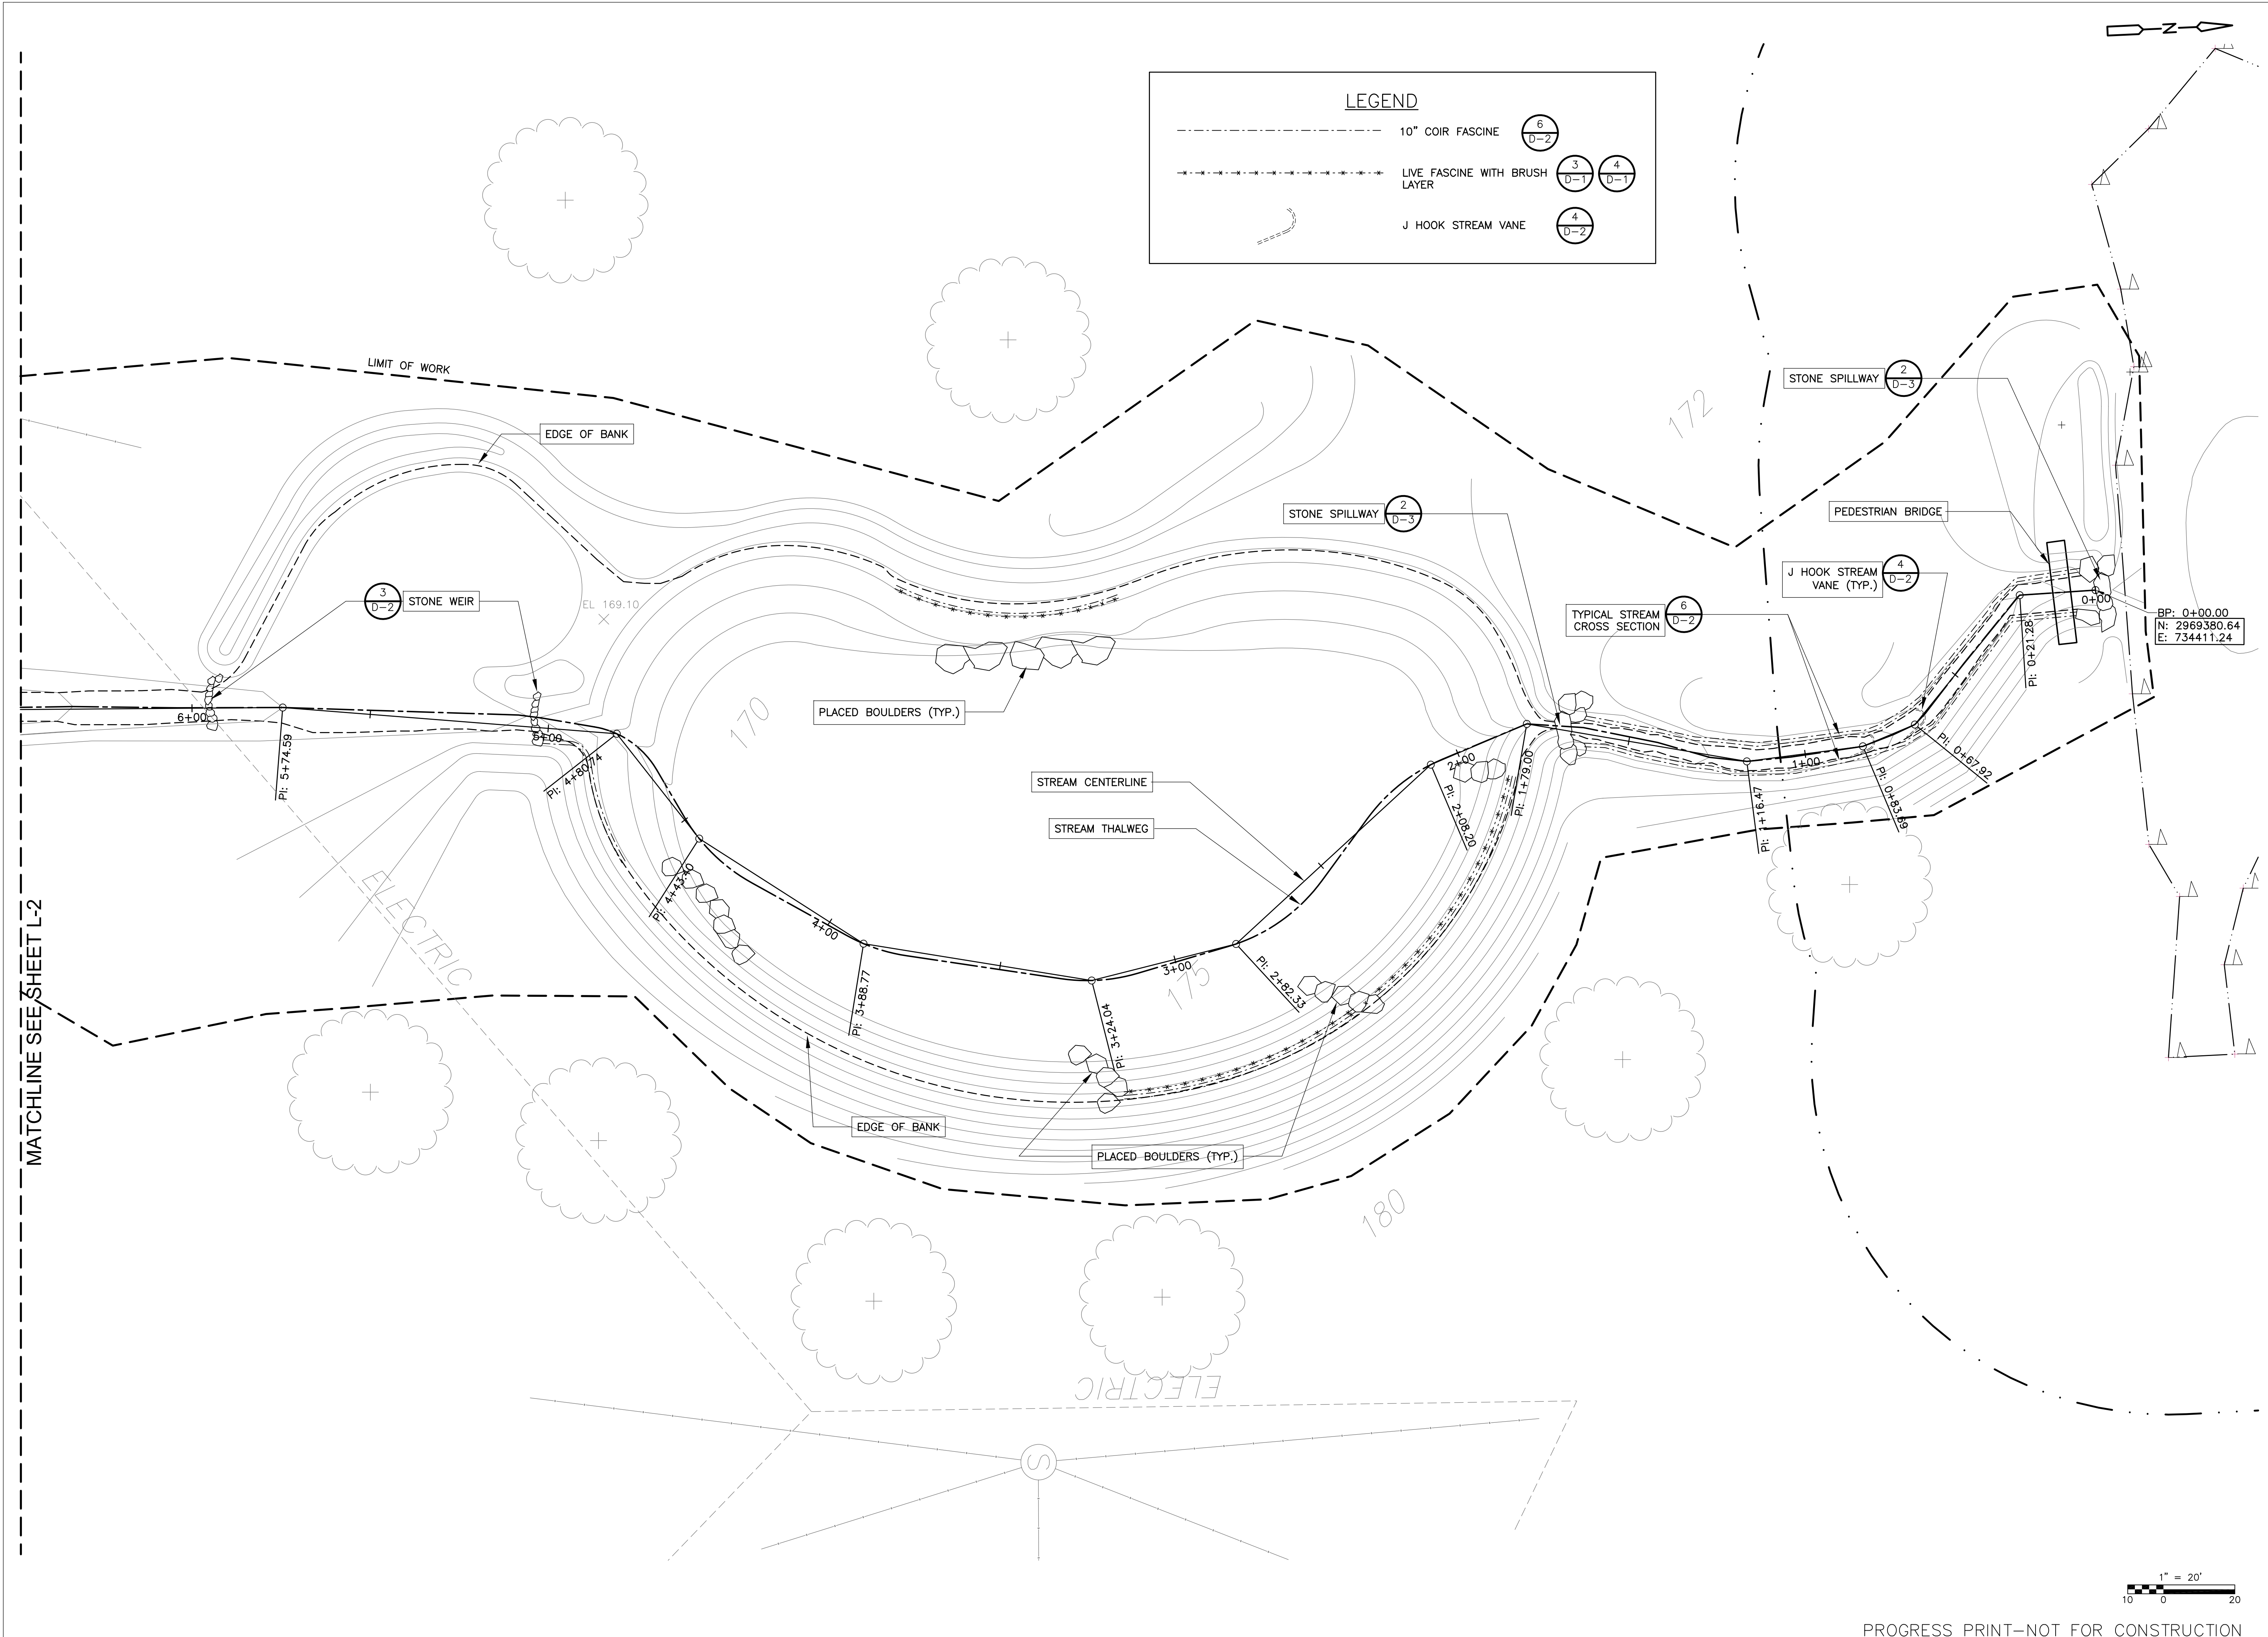 N
LEGEND
10" COIR FASCINE
6
D-2
LIVE FASCINE WITH BRUSH
LAYER
3
D-1
4
D-1
J HOOK STREAM VANE
4
D-2
LIMIT OF WORK
EDGE OF BANK
172
STONE SPILLWAY
2
D-3
STONE SPILLWAY
2
D-3
PEDESTRIAN BRIDGE
J HOOK STREAM
VANE (TYP.)
4
D-2
TYPICAL STREAM
CROSS SECTION
6
D-2
3
D-2
STONE WEIR
EL 169.10
0+00
BP: 0+00.00
N: 2969380.64
E: 734411.24
PI: 0+21.28
PI: 0+67.92
PI: 0+83.69
1+00
PI: 1+16.47
PI: 1+79.00
2+00
PI: 2+08.20
PI: 2+82.33
3+00
PI: 3+24.04
PI: 3+88.77
4+00
PI: 4+43.40
PI: 4+80.74
5+00
PI: 5+74.59
6+00
170
PLACED BOULDERS (TYP.)
STREAM CENTERLINE
STREAM THALWEG
175
ELECTRIC
MATCHLINE SEE SHEET L-2
EDGE OF BANK
PLACED BOULDERS (TYP.)
180
ELECTRIC
S
1" = 20'
10 0 20
PROGRESS PRINT-NOT FOR CONSTRUCTION